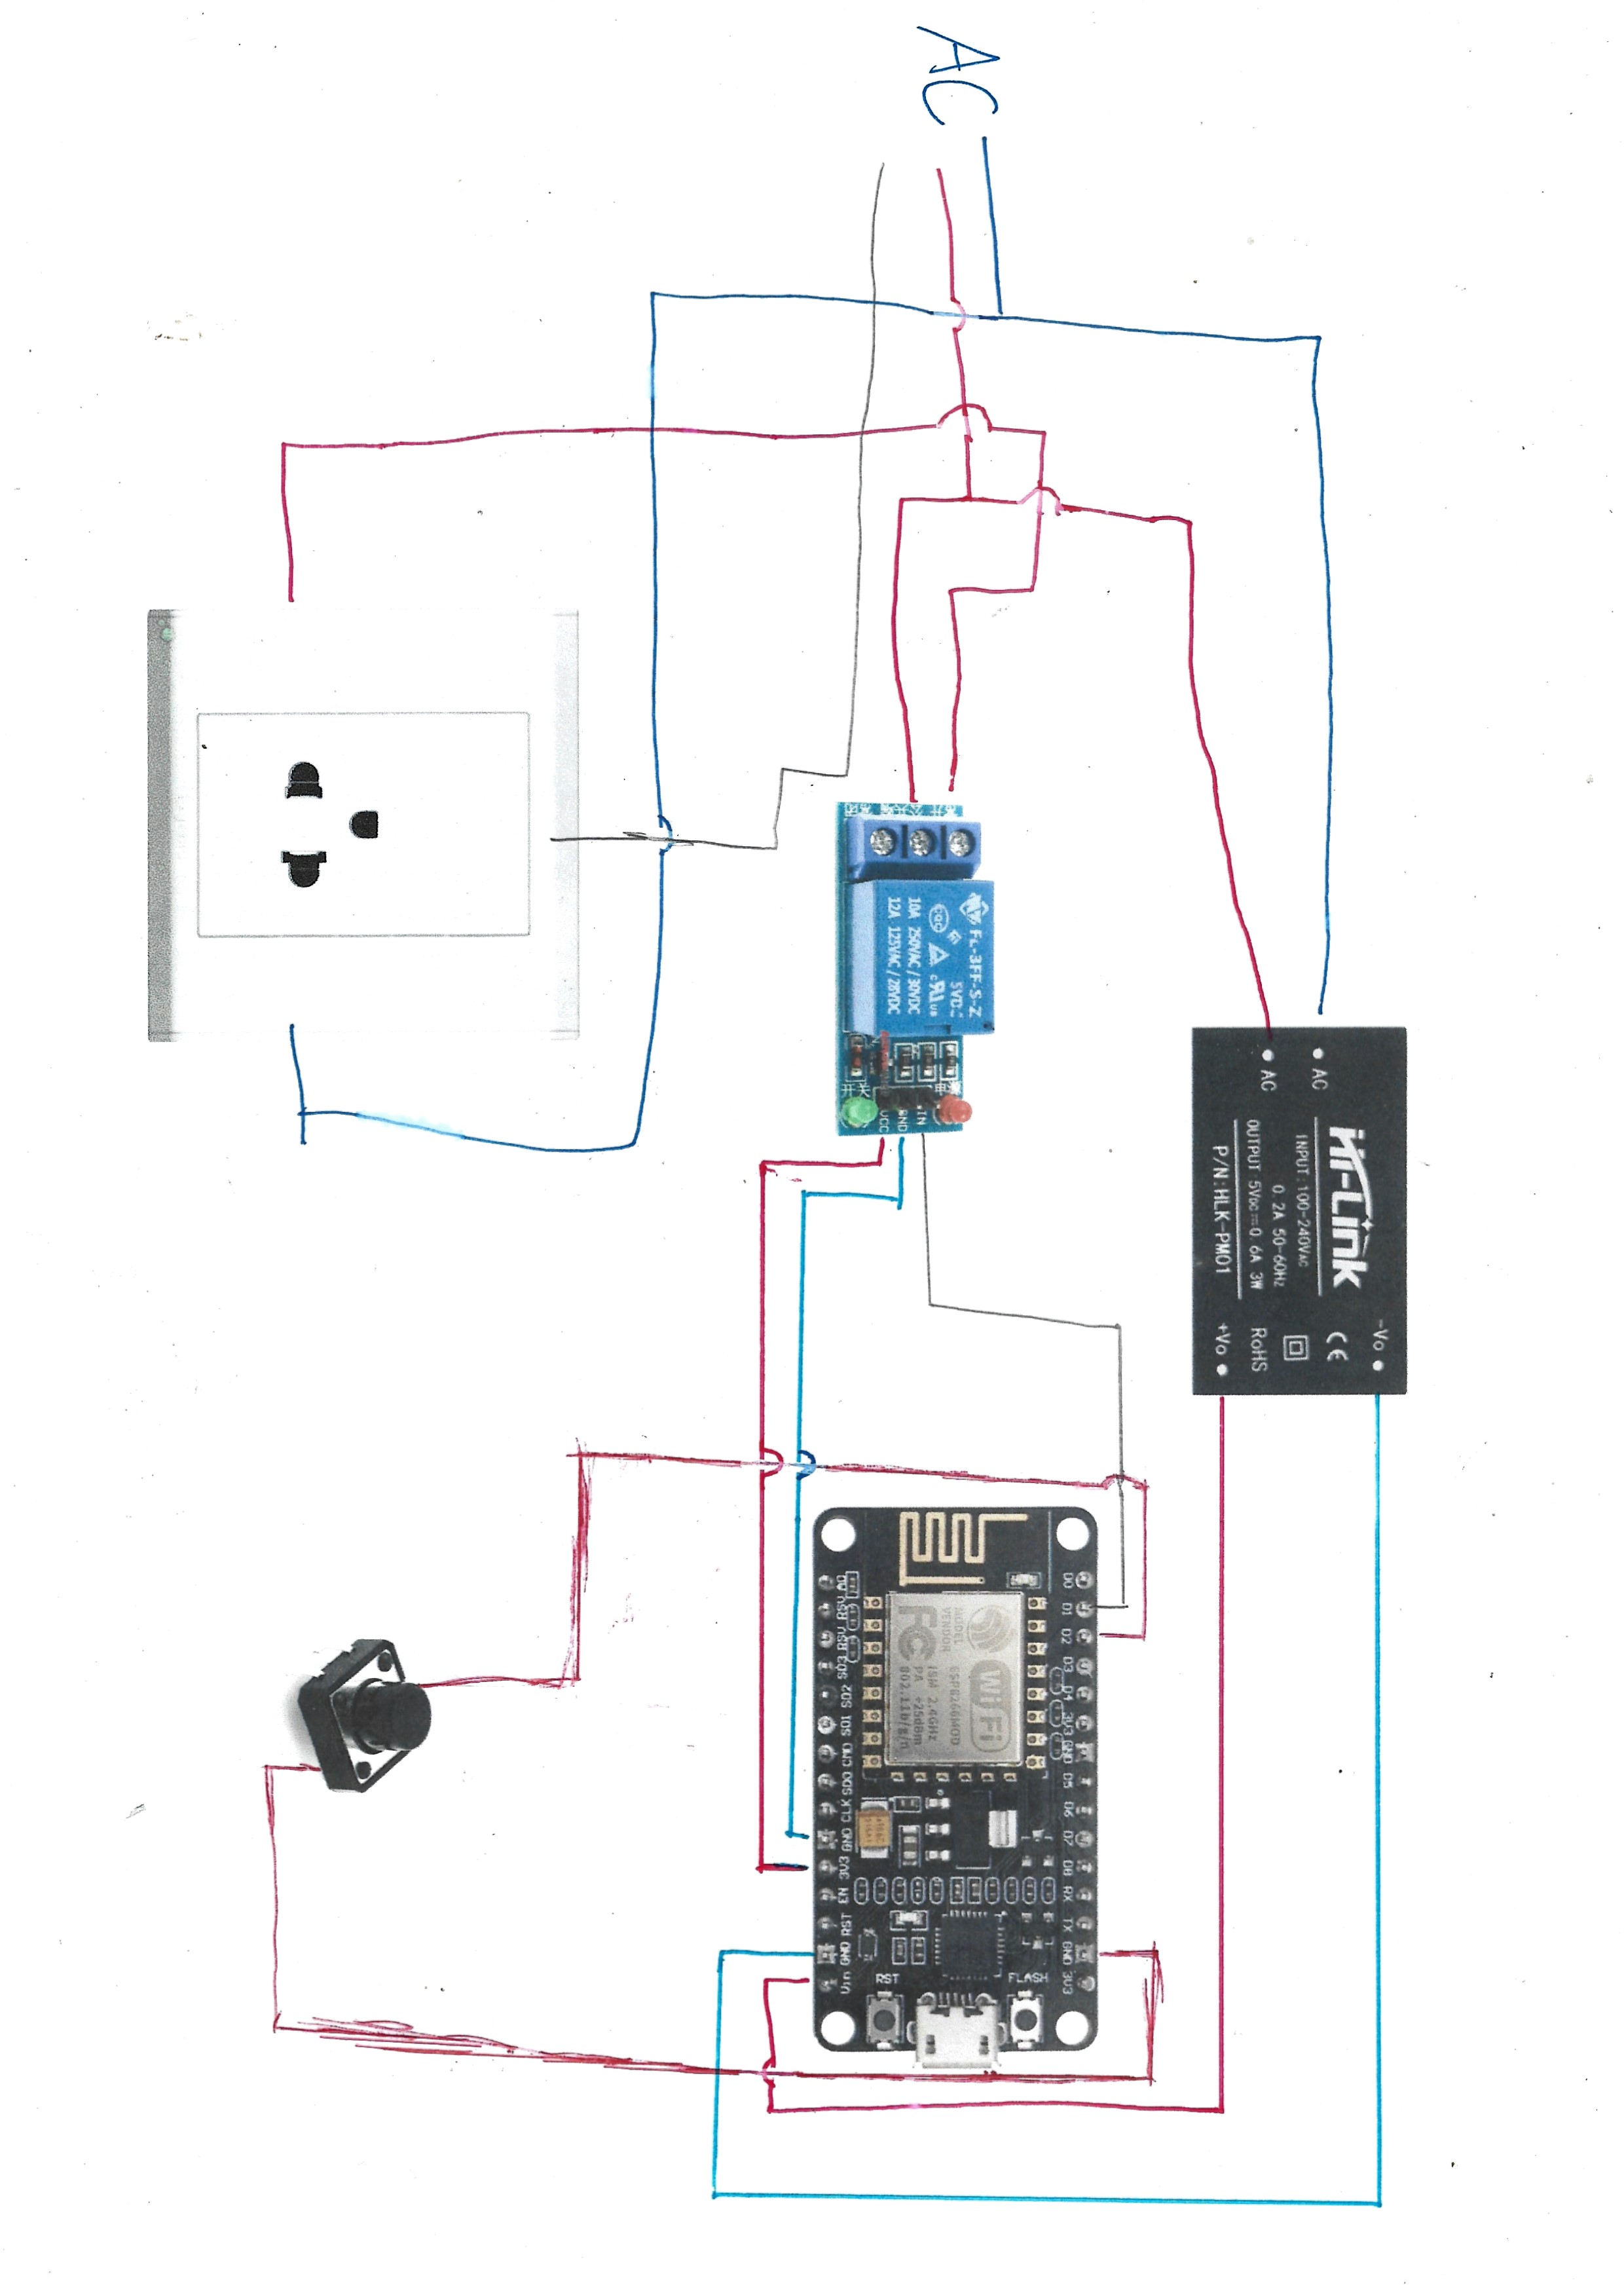 -Vo
Hi-Link
CE
AC
INPUT:100-240VAC
0.2A 50-60Hz
AC
RoHS
OUTPUT:5VDC⎓0.6A 3W
P/N:HLK-PM01
+Vo
D0 D1 D2 D3 D4 3V3 GND D5 D6 D7 D8 RX TX GND 3V3
FLASH
WiFi
MODEL
VENDOR
ESP8266MOD
FC
ISM 2.4GHz
PA +25dBm
802.11b/g/n
RST
A0 RSV RSV SD3 SD2 SD1 CMD SD0 CLK GND 3V3 EN RST GND Vin
AC
FL-3FF-S-Z
5VDC
CQC
c UL us
10A 250VAC/30VDC
12A 125VAC/28VDC
IN
GND
VCC